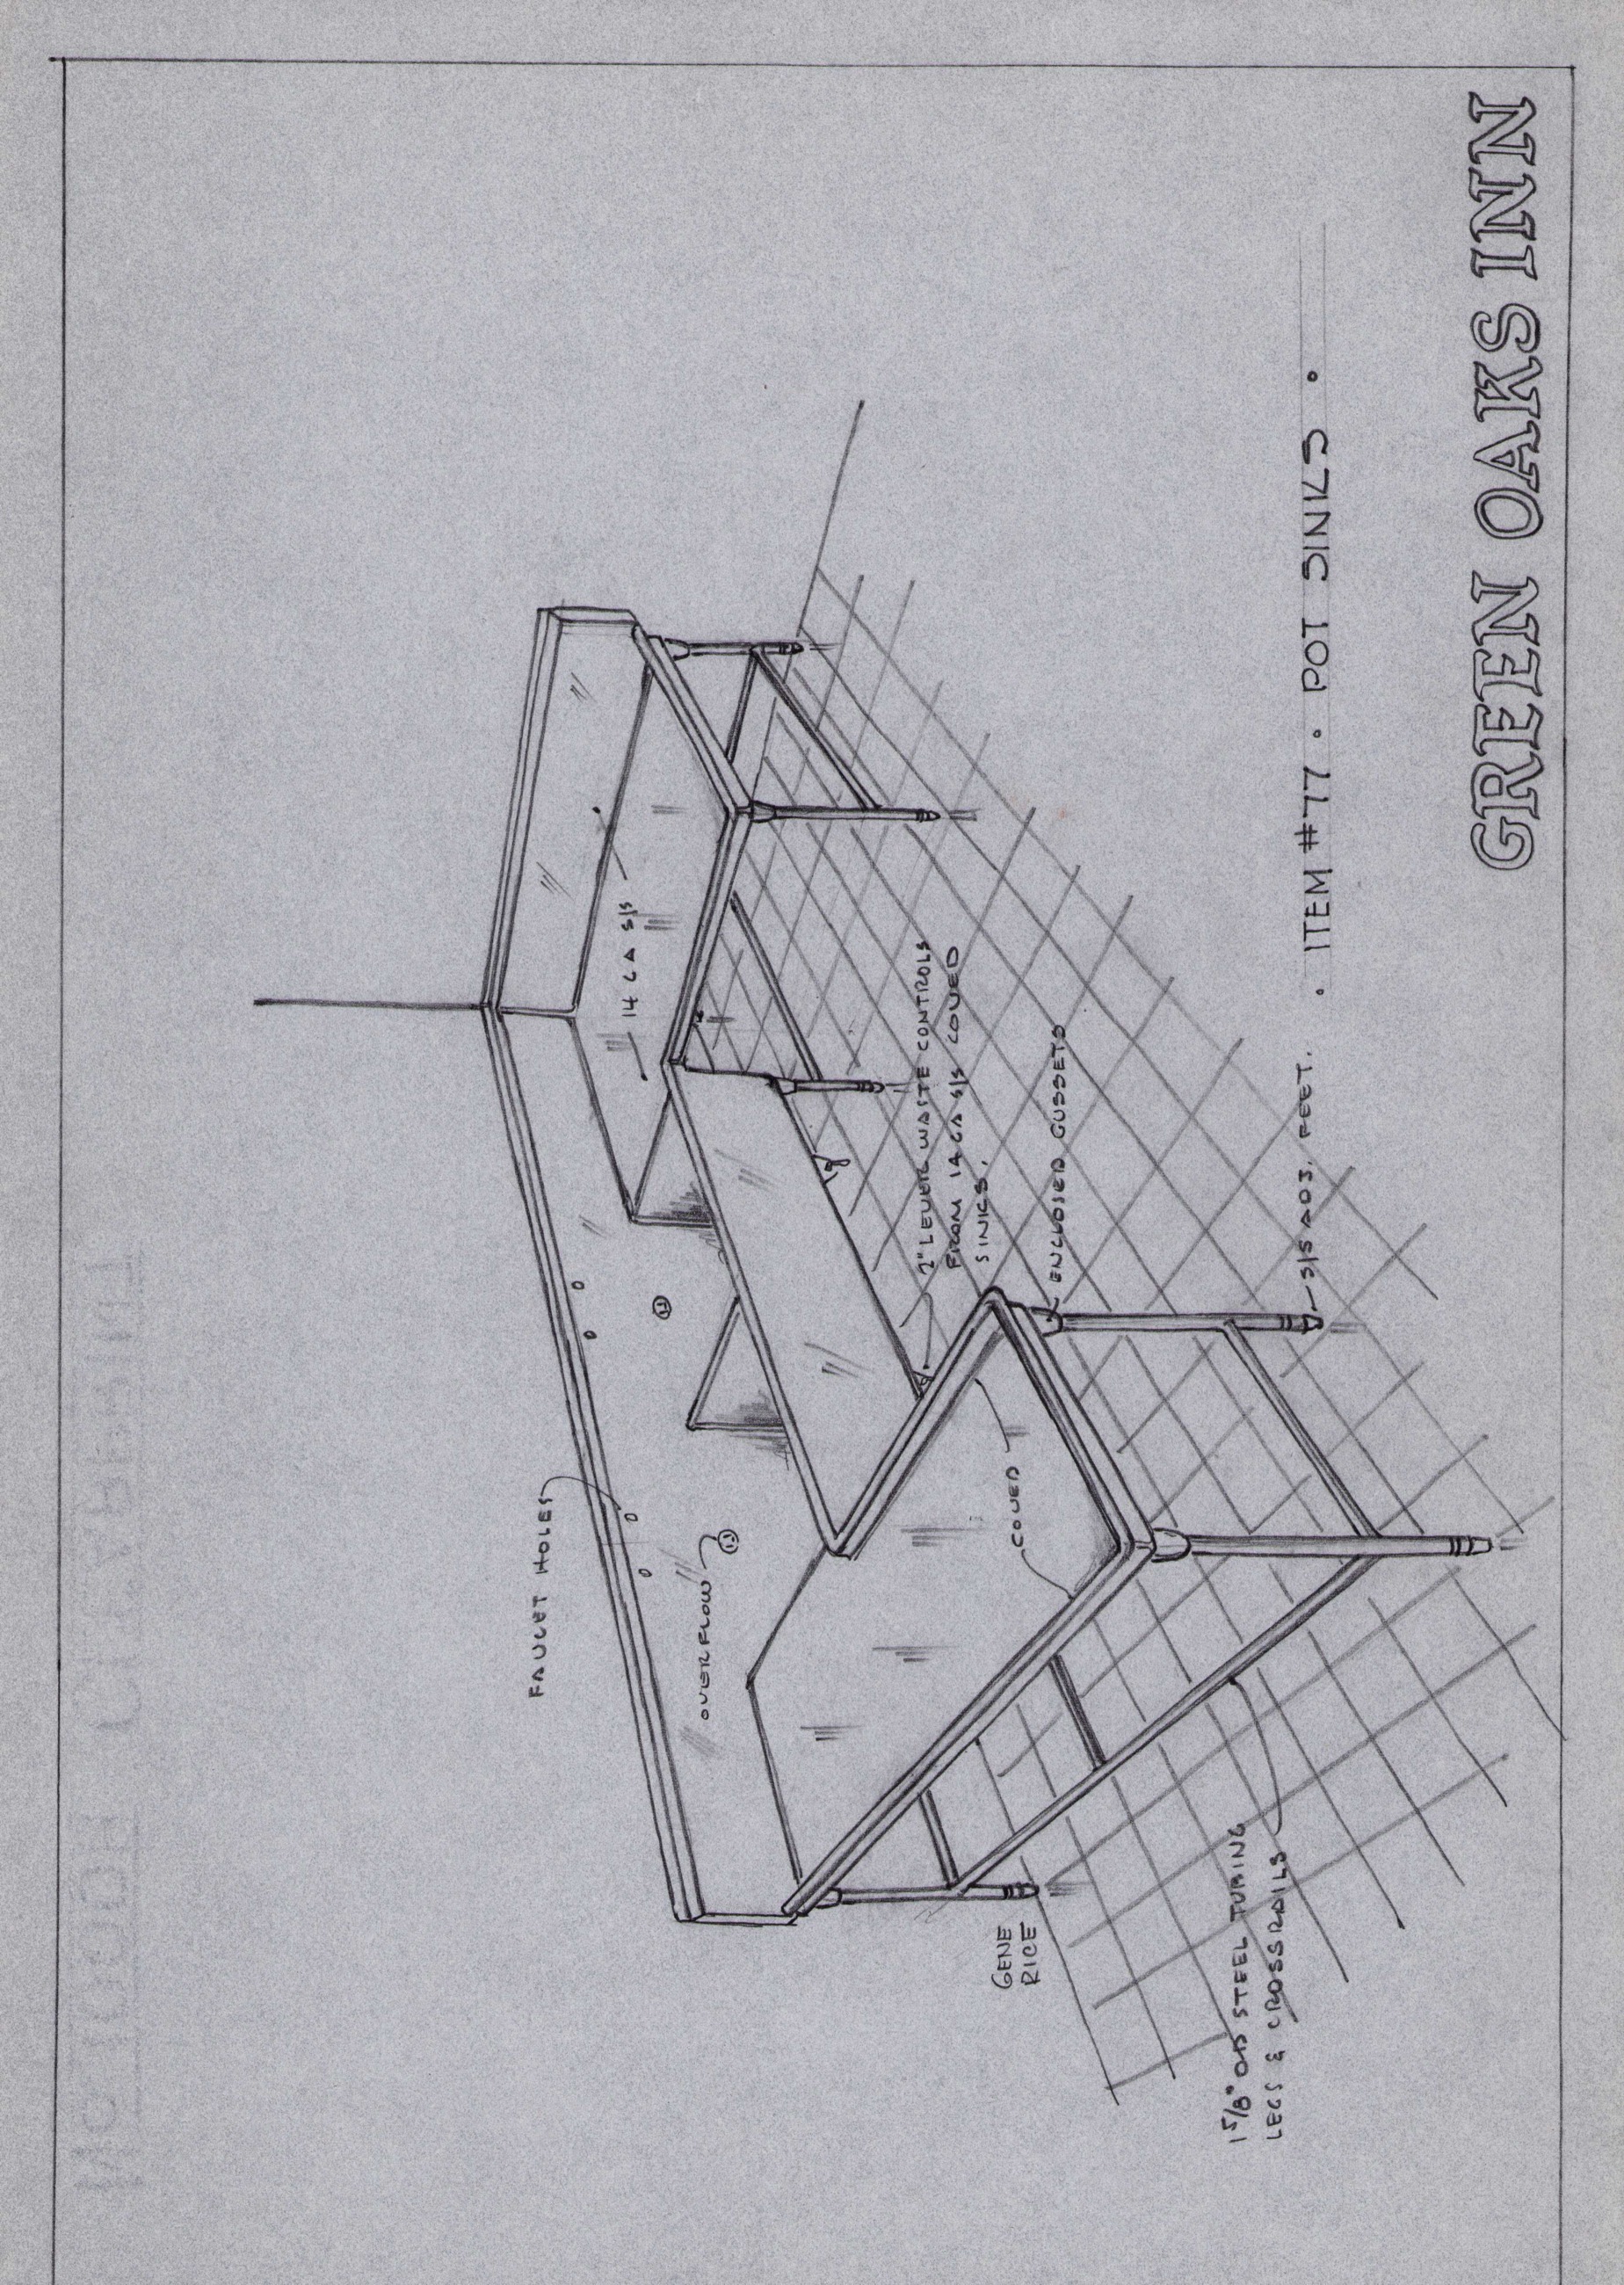 FAUCET HOLES
OVERFLOW
14 GA S/S
2" LEVER WASTE CONTROLS
FROM 14 GA S/S COVED
SINKS.
ENCLOSED GUSSETS
COVED
S/S ADJ. FEET.
GENE
RICE
1 5/8" OD STEEL TUBING
LEGS & CROSSRAILS
• ITEM #77 • POT SINKS •
GREEN OAKS INN